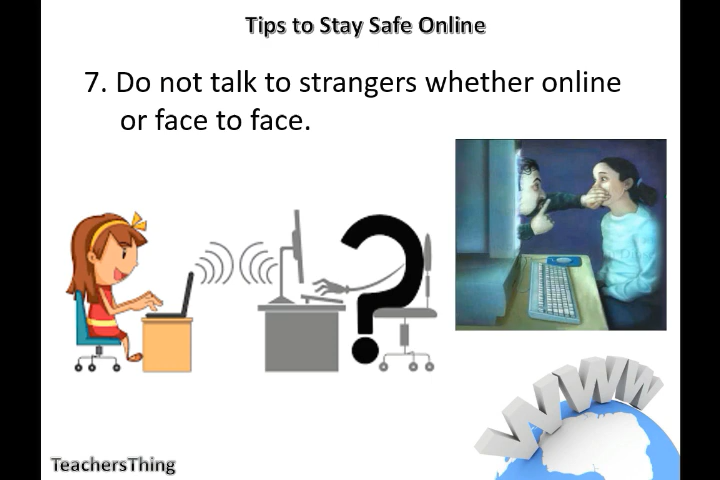 Tips to Stay Safe Online
7. Do not talk to strangers whether online
or face to face.
?
WWW
TeachersThing